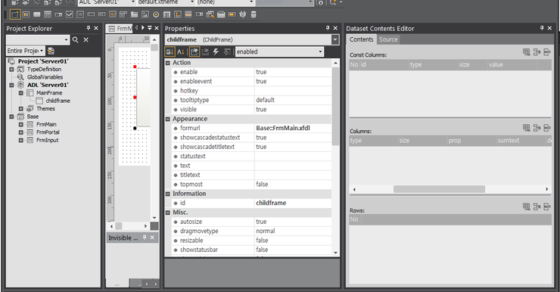 ADL 'Server01'
default.xtheme
(none)
Project Explorer
Entire Proje
Project 'Server01'
TypeDefinition
GlobalVariables
ADL 'Server01'
MainFrame
childframe
Themes
Base
FrmMain
FrmPortal
FrmInput
FrmM
Invisible ...
Properties
childframe (ChildFrame)
enabled
Action
enable true
enableevent true
hotkey
tooltiptype default
visible true
Appearance
formurl Base::FrmMain.xfdl
showcascadestatustext true
showcascadetitletext true
statustext
text
titletext
topmost false
Information
id childframe
Misc.
autosize true
dragmovetype normal
resizable false
showstatusbar false
Dataset Contents Editor
Contents Source
Const Columns:
No id type size value
Columns:
type size prop sumtext d
Rows:
No